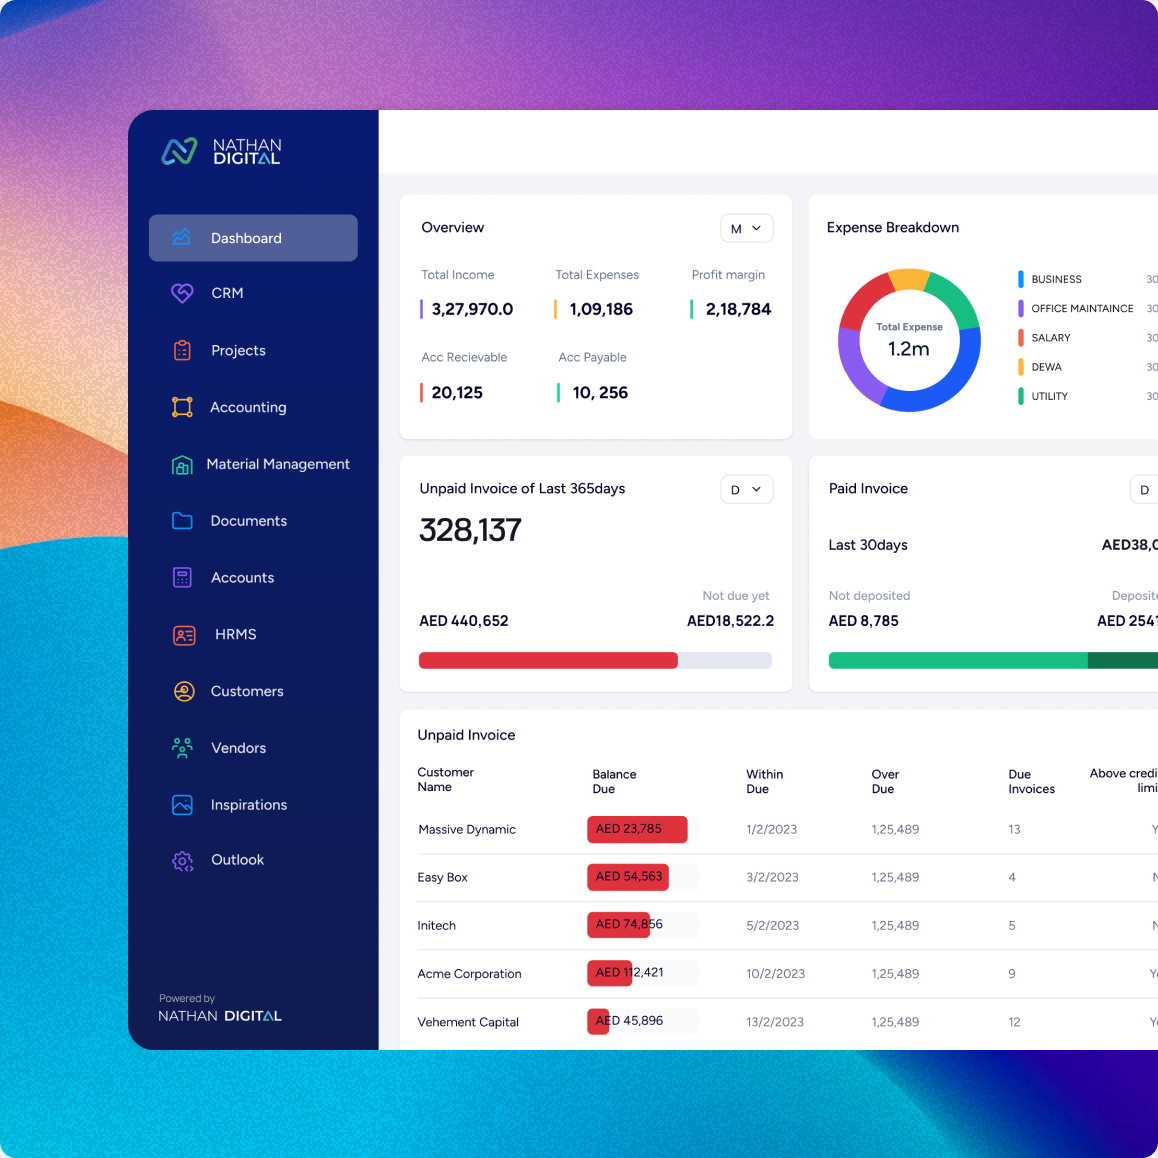 NATHAN
DIGITAL
Dashboard
CRM
Projects
Accounting
Material Management
Documents
Accounts
HRMS
Customers
Vendors
Inspirations
Outlook
Powered by
NATHAN DIGITAL
Overview
M
Total Income
Total Expenses
Profit margin
3,27,970.0
1,09,186
2,18,784
Acc Recievable
Acc Payable
20,125
10, 256
Expense Breakdown
Total Expense
1.2m
BUSINESS 30
OFFICE MAINTAINCE 30
SALARY 30
DEWA 30
UTILITY 30
Unpaid Invoice of Last 365days
D
328,137
Not due yet
AED 440,652
AED18,522.2
Paid Invoice
D
Last 30days
AED38,0
Not deposited
Deposite
AED 8,785
AED 2541
Unpaid Invoice
Customer
Name
Balance
Due
Within
Due
Over
Due
Due
Invoices
Above credi
limi
Massive Dynamic AED 23,785 1/2/2023 1,25,489 13 Y
Easy Box AED 54,563 3/2/2023 1,25,489 4 N
Initech AED 74,856 5/2/2023 1,25,489 5 N
Acme Corporation AED 112,421 10/2/2023 1,25,489 9 Ye
Vehement Capital AED 45,896 13/2/2023 1,25,489 12 Ye